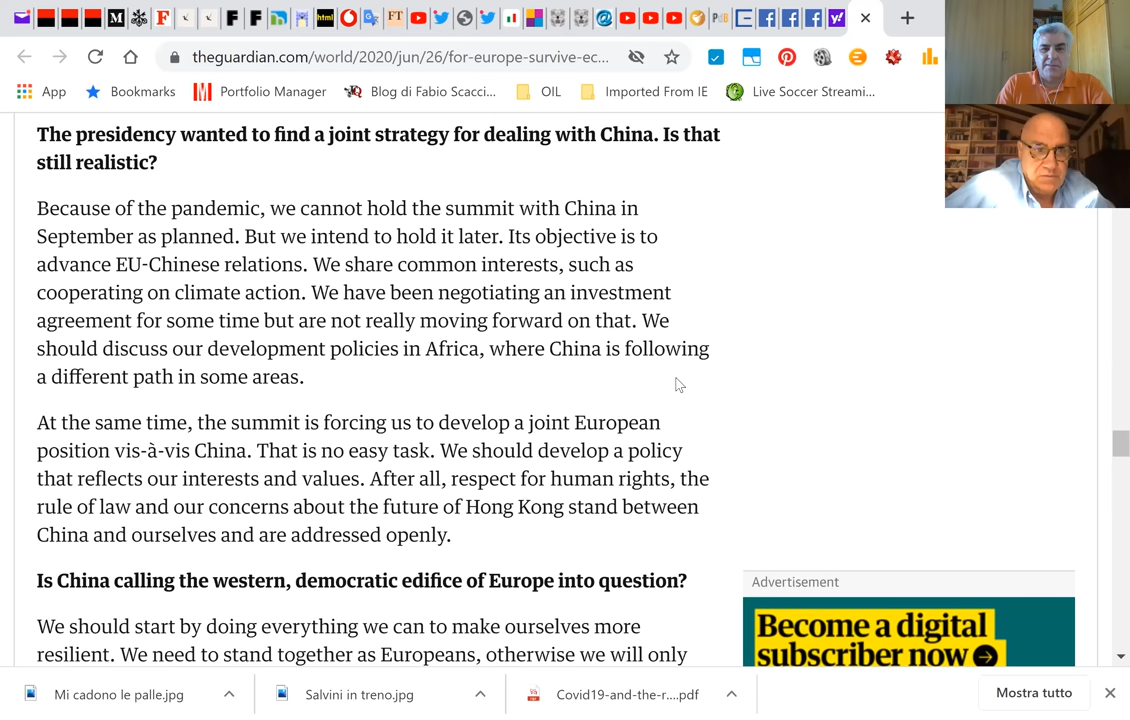 M
F
F
F
html
FT
PdB
theguardian.com/world/2020/jun/26/for-europe-survive-ec...
App
Bookmarks
Portfolio Manager
Blog di Fabio Scacci...
OIL
Imported From IE
Live Soccer Streami...
The presidency wanted to find a joint strategy for dealing with China. Is that
still realistic?
Because of the pandemic, we cannot hold the summit with China in
September as planned. But we intend to hold it later. Its objective is to
advance EU-Chinese relations. We share common interests, such as
cooperating on climate action. We have been negotiating an investment
agreement for some time but are not really moving forward on that. We
should discuss our development policies in Africa, where China is following
a different path in some areas.
At the same time, the summit is forcing us to develop a joint European
position vis-à-vis China. That is no easy task. We should develop a policy
that reflects our interests and values. After all, respect for human rights, the
rule of law and our concerns about the future of Hong Kong stand between
China and ourselves and are addressed openly.
Is China calling the western, democratic edifice of Europe into question?
We should start by doing everything we can to make ourselves more
resilient. We need to stand together as Europeans, otherwise we will only
Advertisement
Become a digital
subscriber now
Mi cadono le palle.jpg
Salvini in treno.jpg
Covid19-and-the-r....pdf
Mostra tutto